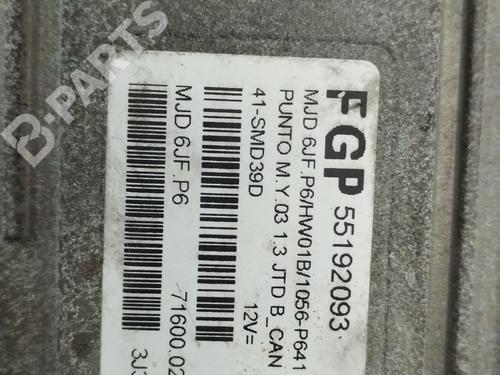 FGP 55192093
MJD 6JF.P6/HW01B/1056-P641
PUNTO M.Y.03 1.3 JTD B_CAN
41-SMD39D 12V=
MJD 6JF.P6 71600.02
B-PARTS